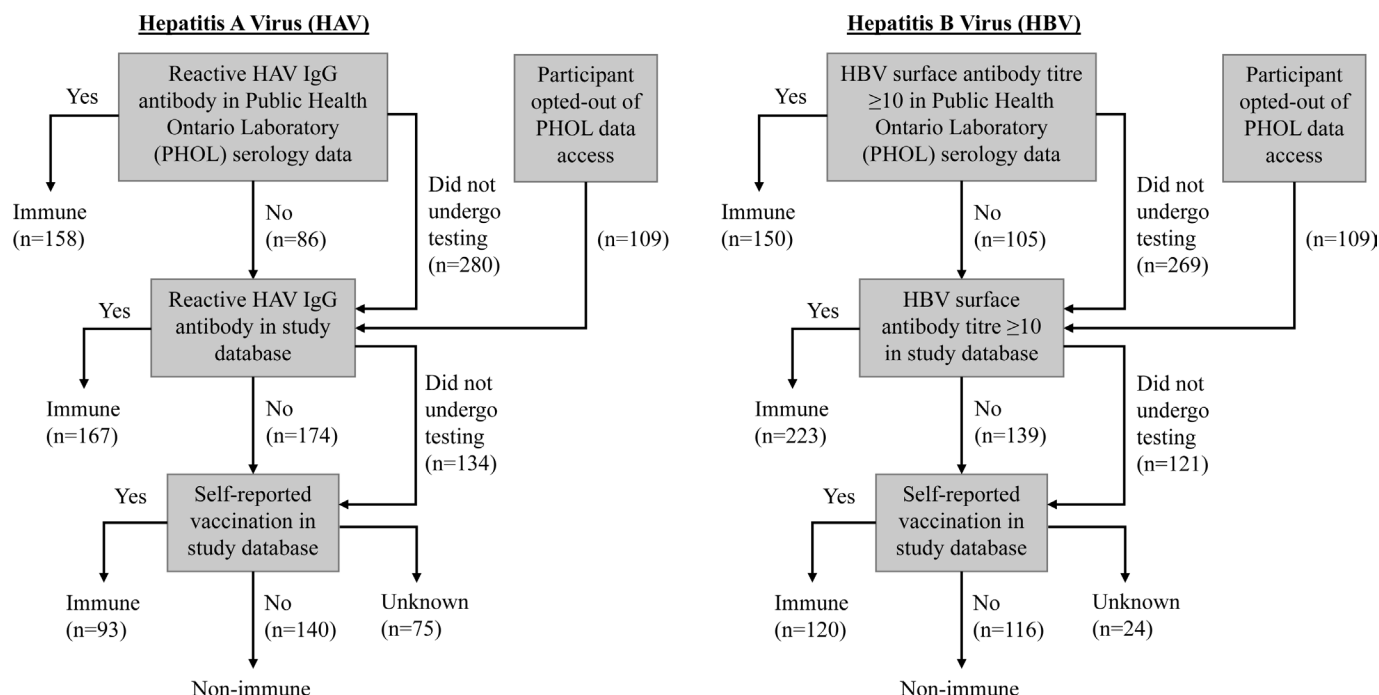 Hepatitis A Virus (HAV)
Reactive HAV IgG
antibody in Public Health
Ontario Laboratory
(PHOL) serology data
Participant
opted-out of
PHOL data
access
Yes
Immune
(n=158)
No
(n=86)
Did not
undergo
testing
(n=280)
(n=109)
Reactive HAV IgG
antibody in study
database
Yes
Immune
(n=167)
No
(n=174)
Did not
undergo
testing
(n=134)
Self-reported
vaccination in
study database
Yes
Immune
(n=93)
No
(n=140)
Unknown
(n=75)
Non-immune
Hepatitis B Virus (HBV)
HBV surface antibody titre
≥10 in Public Health
Ontario Laboratory
(PHOL) serology data
Participant
opted-out of
PHOL data
access
Yes
Immune
(n=150)
No
(n=105)
Did not
undergo
testing
(n=269)
(n=109)
HBV surface
antibody titre ≥10
in study database
Yes
Immune
(n=223)
No
(n=139)
Did not
undergo
testing
(n=121)
Self-reported
vaccination in
study database
Yes
Immune
(n=120)
No
(n=116)
Unknown
(n=24)
Non-immune